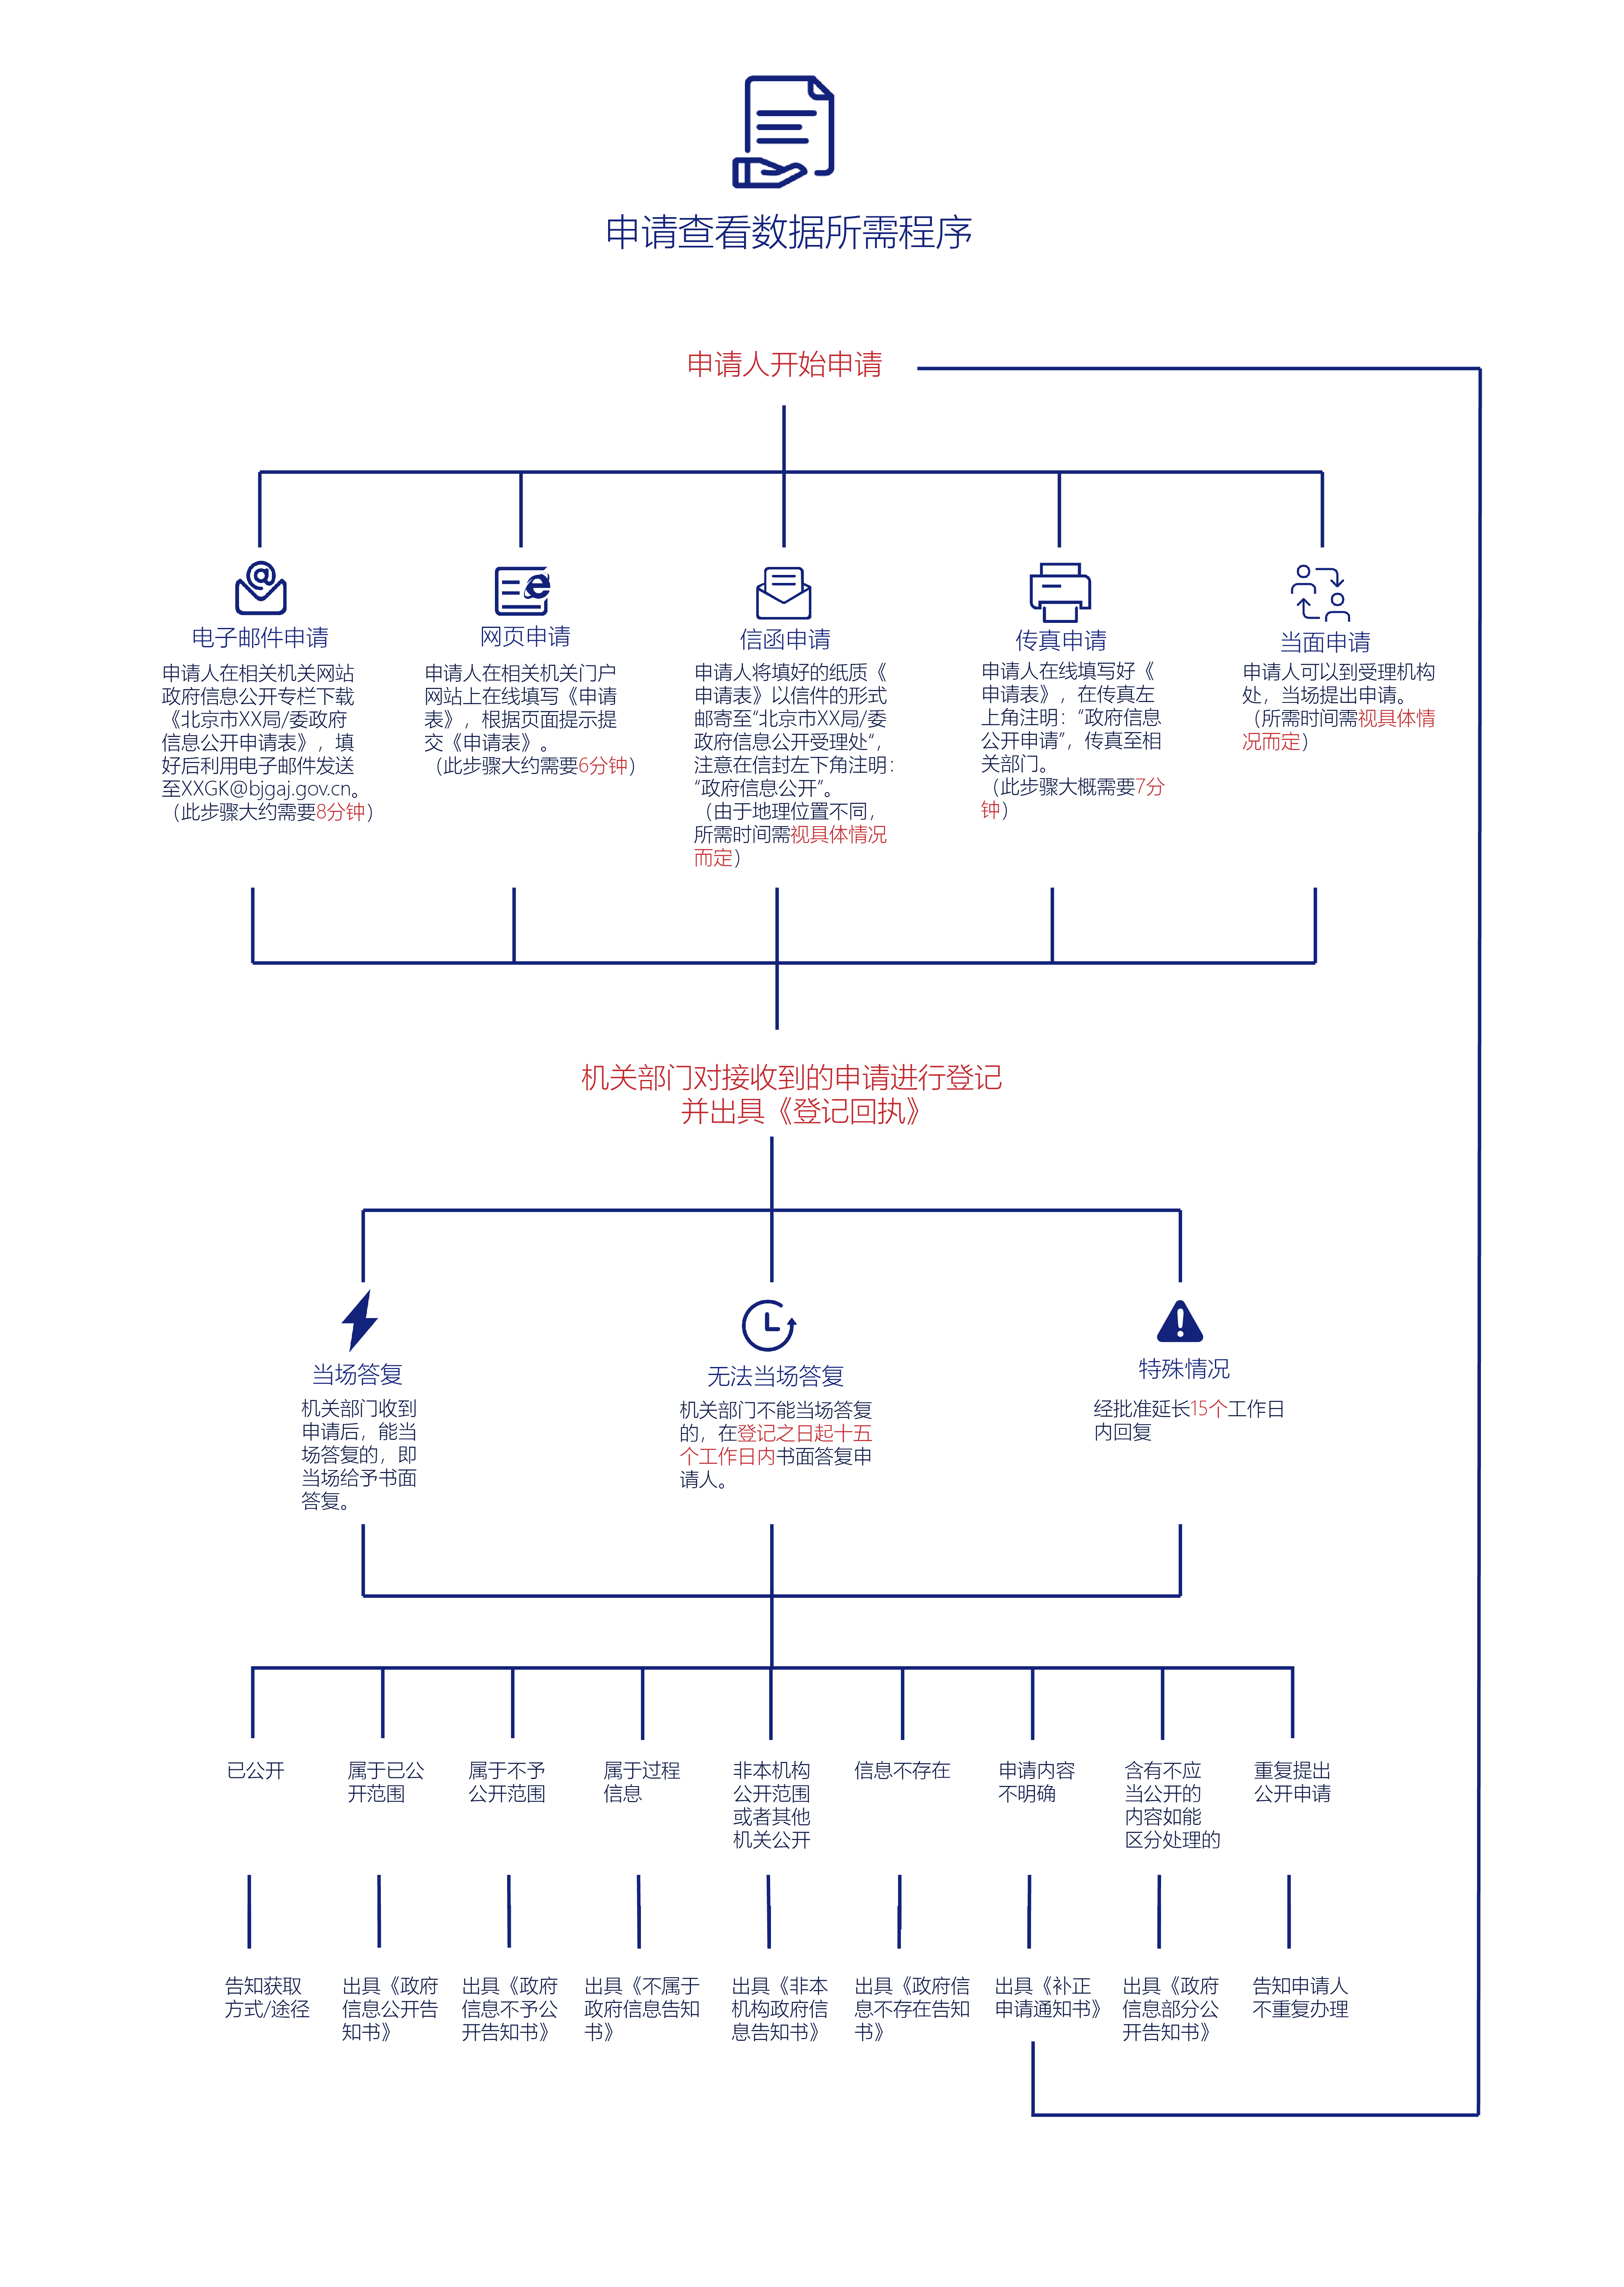 申请查看数据所需程序
申请人开始申请
电子邮件申请
申请人在相关机关网站
政府信息公开专栏下载
《北京市XX局/委政府
信息公开申请表》，填
好后利用电子邮件发送
至XXGK@bjgaj.gov.cn。
（此步骤大约需要8分钟）
网页申请
申请人在相关机关门户
网站上在线填写《申请
表》，根据页面提示提
交《申请表》。
（此步骤大约需要6分钟）
信函申请
申请人将填好的纸质《
申请表》以信件的形式
邮寄至“北京市XX局/委
政府信息公开受理处“，
注意在信封左下角注明：
“政府信息公开”。
（由于地理位置不同，
所需时间需视具体情况
而定）
传真申请
申请人在线填写好《
申请表》，在传真左
上角注明：“政府信息
公开申请”，传真至相
关部门。
（此步骤大概需要7分
钟）
当面申请
申请人可以到受理机构
处，当场提出申请。
（所需时间需视具体情
况而定）
机关部门对接收到的申请进行登记
并出具《登记回执》
当场答复
机关部门收到
申请后，能当
场答复的，即
当场给予书面
答复。
无法当场答复
机关部门不能当场答复
的，在登记之日起十五
个工作日内书面答复申
请人。
特殊情况
经批准延长15个工作日
内回复
已公开
属于已公
开范围
属于不予
公开范围
属于过程
信息
非本机构
公开范围
或者其他
机关公开
信息不存在
申请内容
不明确
含有不应
当公开的
内容如能
区分处理的
重复提出
公开申请
告知获取
方式/途径
出具《政府
信息公开告
知书》
出具《政府
信息不予公
开告知书》
出具《不属于
政府信息告知
书》
出具《非本
机构政府信
息告知书》
出具《政府信
息不存在告知
书》
出具《补正
申请通知书》
出具《政府
信息部分公
开告知书》
告知申请人
不重复办理